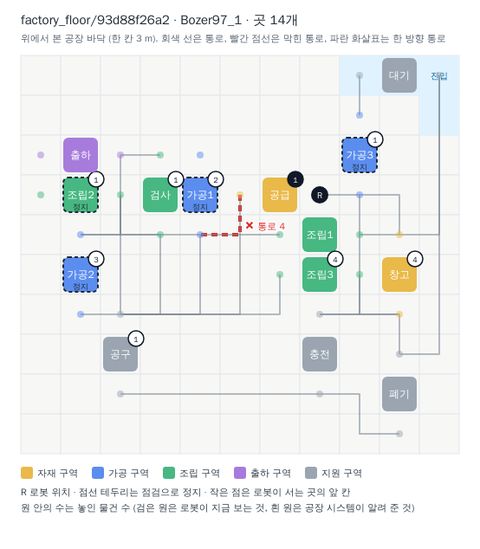 factory_floor/93d88f26a2 · Bozer97_1 · 곳 14개
위에서 본 공장 바닥 (한 칸 3 m). 회색 선은 통로, 빨간 점선은 막힌 통로, 파란 화살표는 한 방향 통로
대기
전립
1
가공3
정지
출하
1
조립2
정지
1
검사
2
가공1
정지
1
공급
R
✕ 통로 4
조립1
3
가공2
정지
4
조립3
4
창고
1
공구
충전
폐기
자재 구역
가공 구역
조립 구역
출하 구역
지원 구역
R 로봇 위치 · 점선 테두리는 점검으로 정지 · 작은 점은 로봇이 서는 곳의 앞 칸
원 안의 수는 놓인 물건 수 (검은 원은 로봇이 지금 보는 것, 흰 원은 공장 시스템이 알려 준 것)